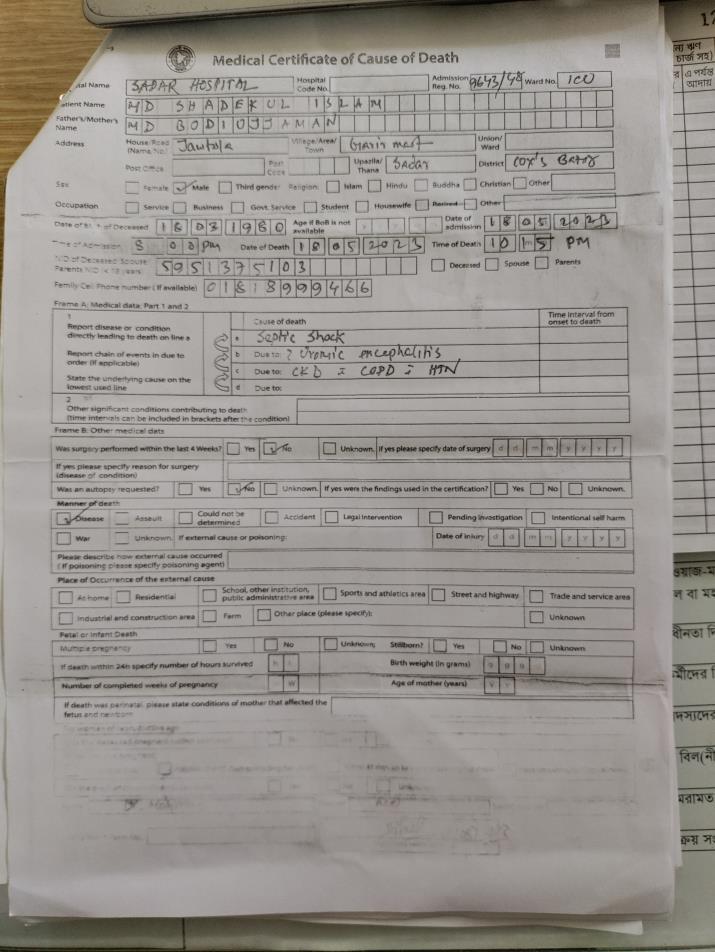 Medical Certificate of Cause of Death
tal Name SADAR HOSPITAL Hospital Code No. Admission Reg. No. 9643/48 Ward No. ICU
atient Name MD SHADEKUL ISLAM
Father's/Mother's Name MD BODIOJJAMAN
Address House/Road (Name/No.) Village/Area/Town Union/Ward
Post Office Post Code Upazila/Thana Sadar District Cox's Bazar
Sex Female Male Third gender Religion: Islam Hindu Buddha Christian Other
Occupation Service Business Govt. Service Student Housewife Retired Other
Date of Birth of Deceased 18 03 1980 Age if DoB is not available Date of admission 18 05 2023
Time of Admission 8 00 PM Date of Death 18 05 2023 Time of Death 10 15 PM
NID of Deceased Spouse 5951375103 Deceased Spouse Parents
Family Cell Phone number (If available) 01818999466
Frame A: Medical data: Part 1 and 2
1 Cause of death Time interval from onset to death
Report disease or condition directly leading to death on line a a Septic Shock
Report chain of events in due to order (If applicable) b Due to: ? Uremic encephalitis
c Due to: CKD c COPD c HTN
State the underlying cause on the lowest used line d Due to:
2
Other significant conditions contributing to death
(time intervals can be included in brackets after the condition)
Frame B: Other medical data
Was surgery performed within the last 4 Weeks? Yes No Unknown. If yes please specify date of surgery d d m m y y y y
If yes please specify reason for surgery
(disease of condition)
Was an autopsy requested? Yes No Unknown. If yes were the findings used in the certification? Yes No Unknown.
Manner of death
Disease Assault Could not be determined Accident Legal Intervention Pending investigation Intentional self harm
War Unknown. If external cause or poisoning: Date of injury d d m m y y y y
Please describe how external cause occurred
(If poisoning please specify poisoning agent)
Place of Occurrence of the external cause
At home Residential School, other institution, public administrative area Sports and athletics area Street and highway Trade and service area
Industrial and construction area Farm Other place (please specify): Unknown
Fetal or Infant Death
Multiple pregnancy Yes No Unknown; Stillborn? Yes No Unknown
If death within 24h specify number of hours survived Birth weight (In grams)
Number of completed weeks of pregnancy W Age of mother (years) y y
If death was perinatal, please state conditions of mother that affected the
fetus and newborn